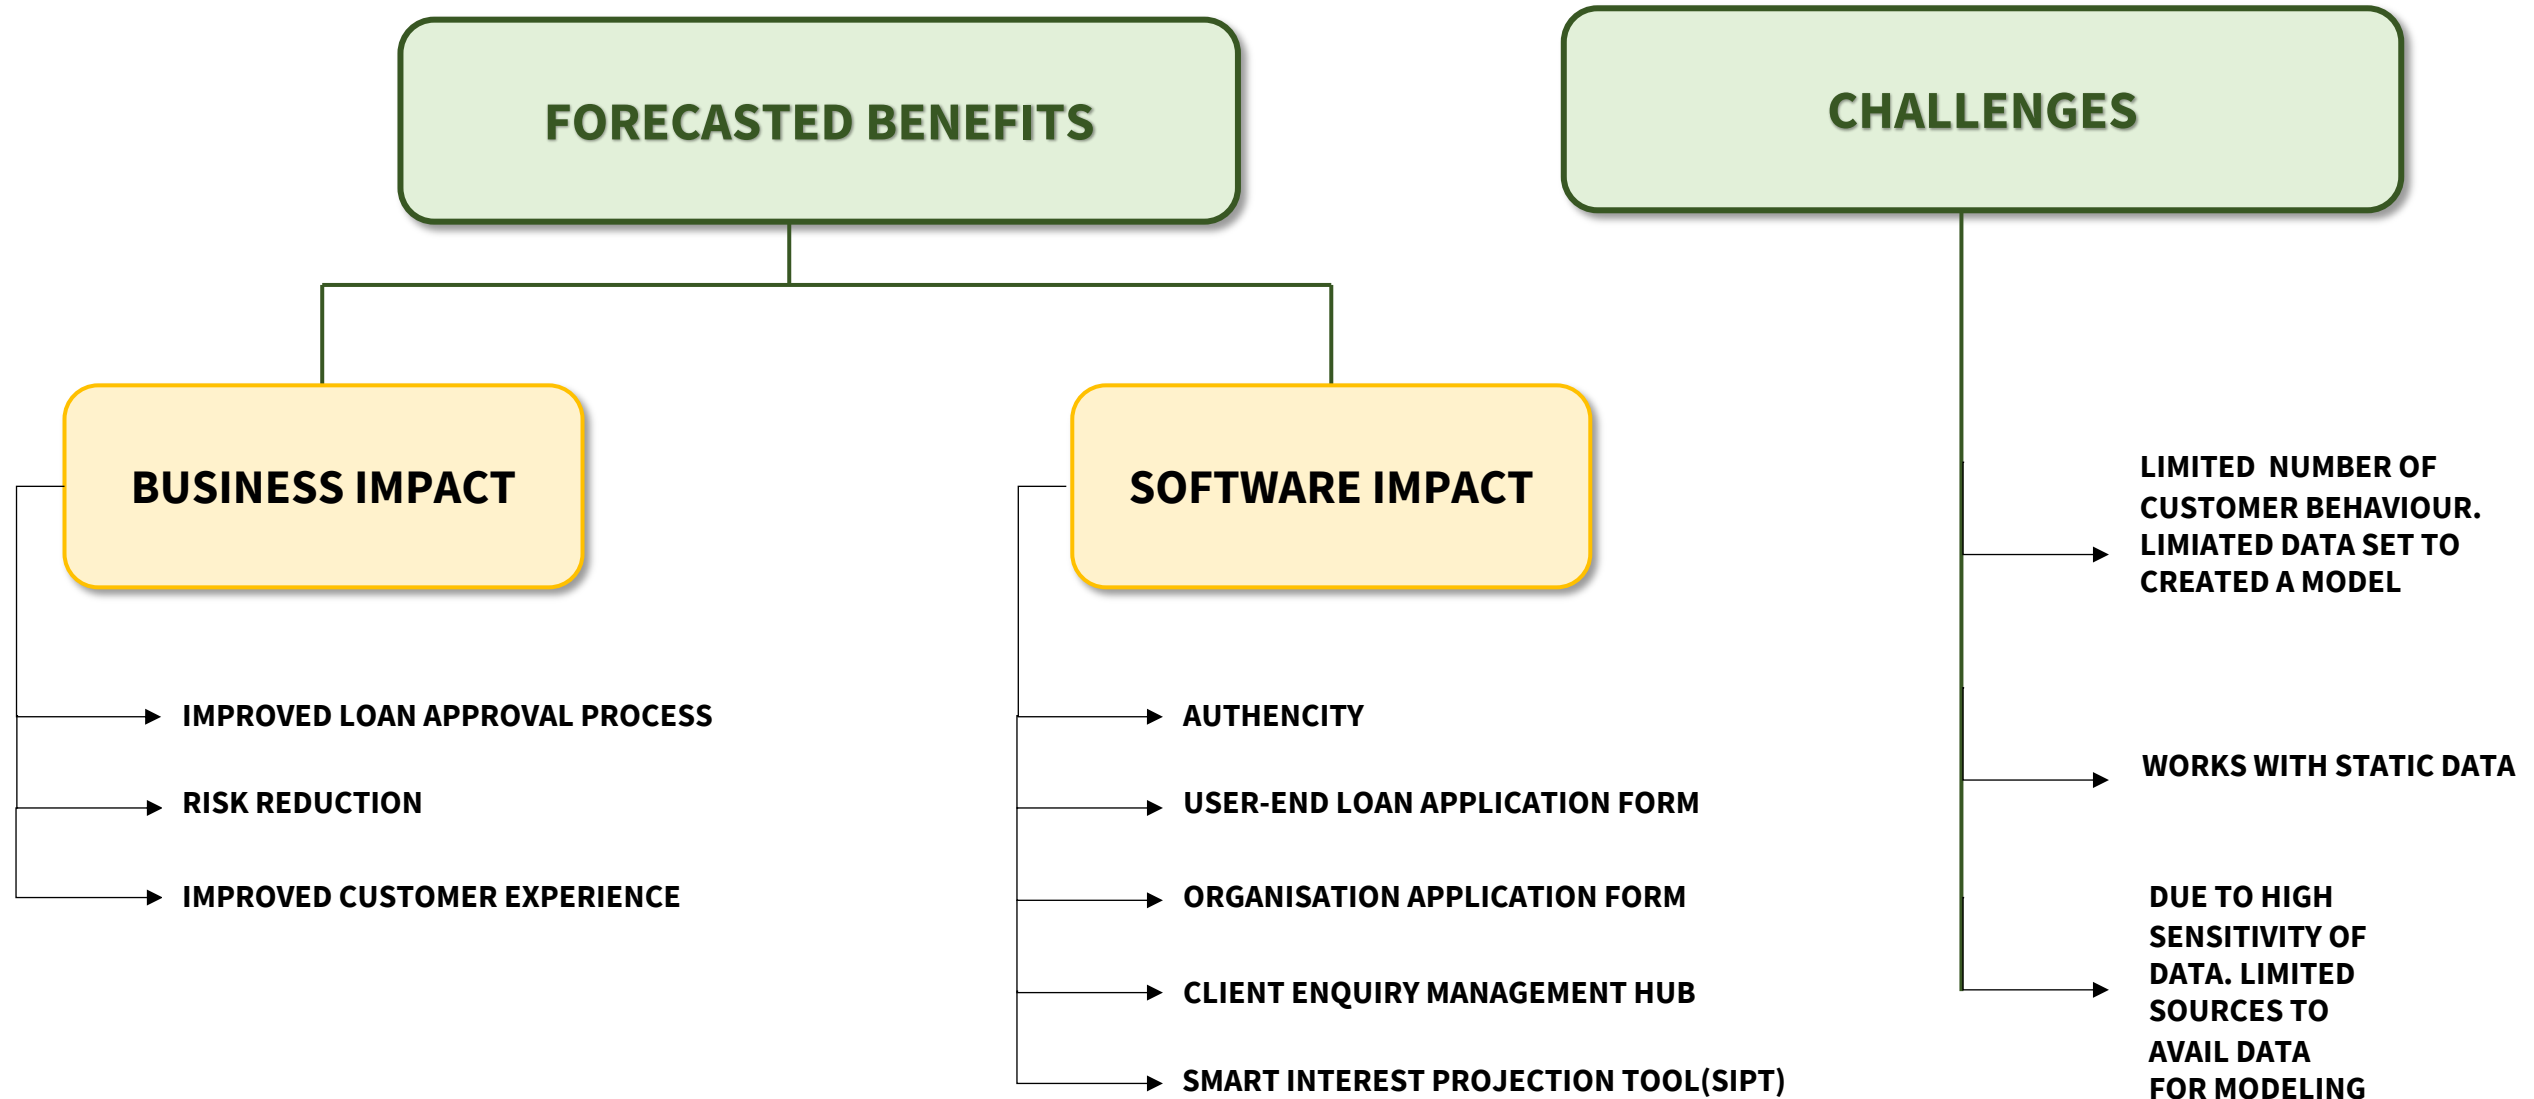 FORECASTED BENEFITS
BUSINESS IMPACT
IMPROVED LOAN APPROVAL PROCESS
RISK REDUCTION
IMPROVED CUSTOMER EXPERIENCE
SOFTWARE IMPACT
AUTHENCITY
USER-END LOAN APPLICATION FORM
ORGANISATION APPLICATION FORM
CLIENT ENQUIRY MANAGEMENT HUB
SMART INTEREST PROJECTION TOOL(SIPT)
CHALLENGES
LIMITED NUMBER OF
CUSTOMER BEHAVIOUR.
LIMIATED DATA SET TO
CREATED A MODEL
WORKS WITH STATIC DATA
DUE TO HIGH
SENSITIVITY OF
DATA. LIMITED
SOURCES TO
AVAIL DATA
FOR MODELING